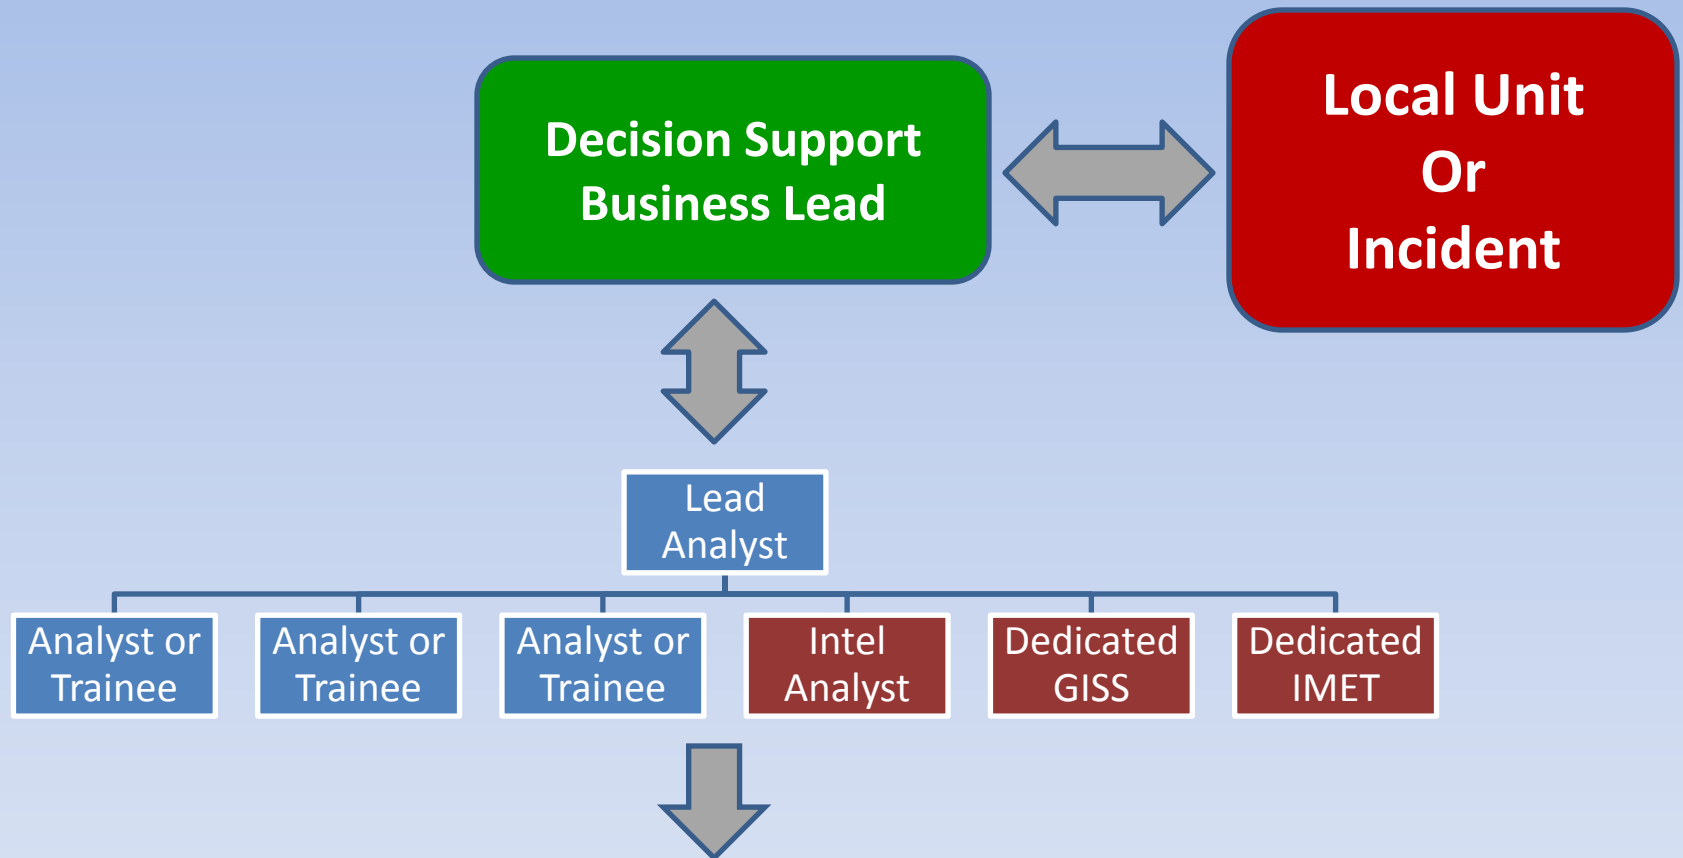 Decision Support
Business Lead
Local Unit
Or
Incident
Lead
Analyst
Analyst or
Trainee
Analyst or
Trainee
Analyst or
Trainee
Intel
Analyst
Dedicated
GISS
Dedicated
IMET